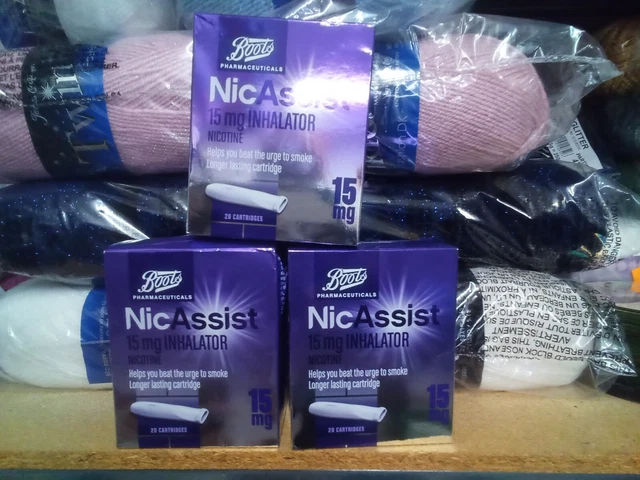 Boots
PHARMACEUTICALS
NicAssist
15 mg INHALATOR
NICOTINE
Helps you beat the urge to smoke
Longer lasting cartridge
15
mg
20 CARTRIDGES
Twin
GLITTER
Boots
PHARMACEUTICALS
NicAssist
15 mg INHALATOR
NICOTINE
Helps you beat the urge to smoke
Longer lasting cartridge
15
mg
20 CARTRIDGES
Boots
PHARMACEUTICALS
NicAssist
15 mg INHALATOR
NICOTINE
Helps you beat the urge to smoke
Longer lasting cartridge
15
mg
20 CARTRIDGES
AVERTISSEMENT